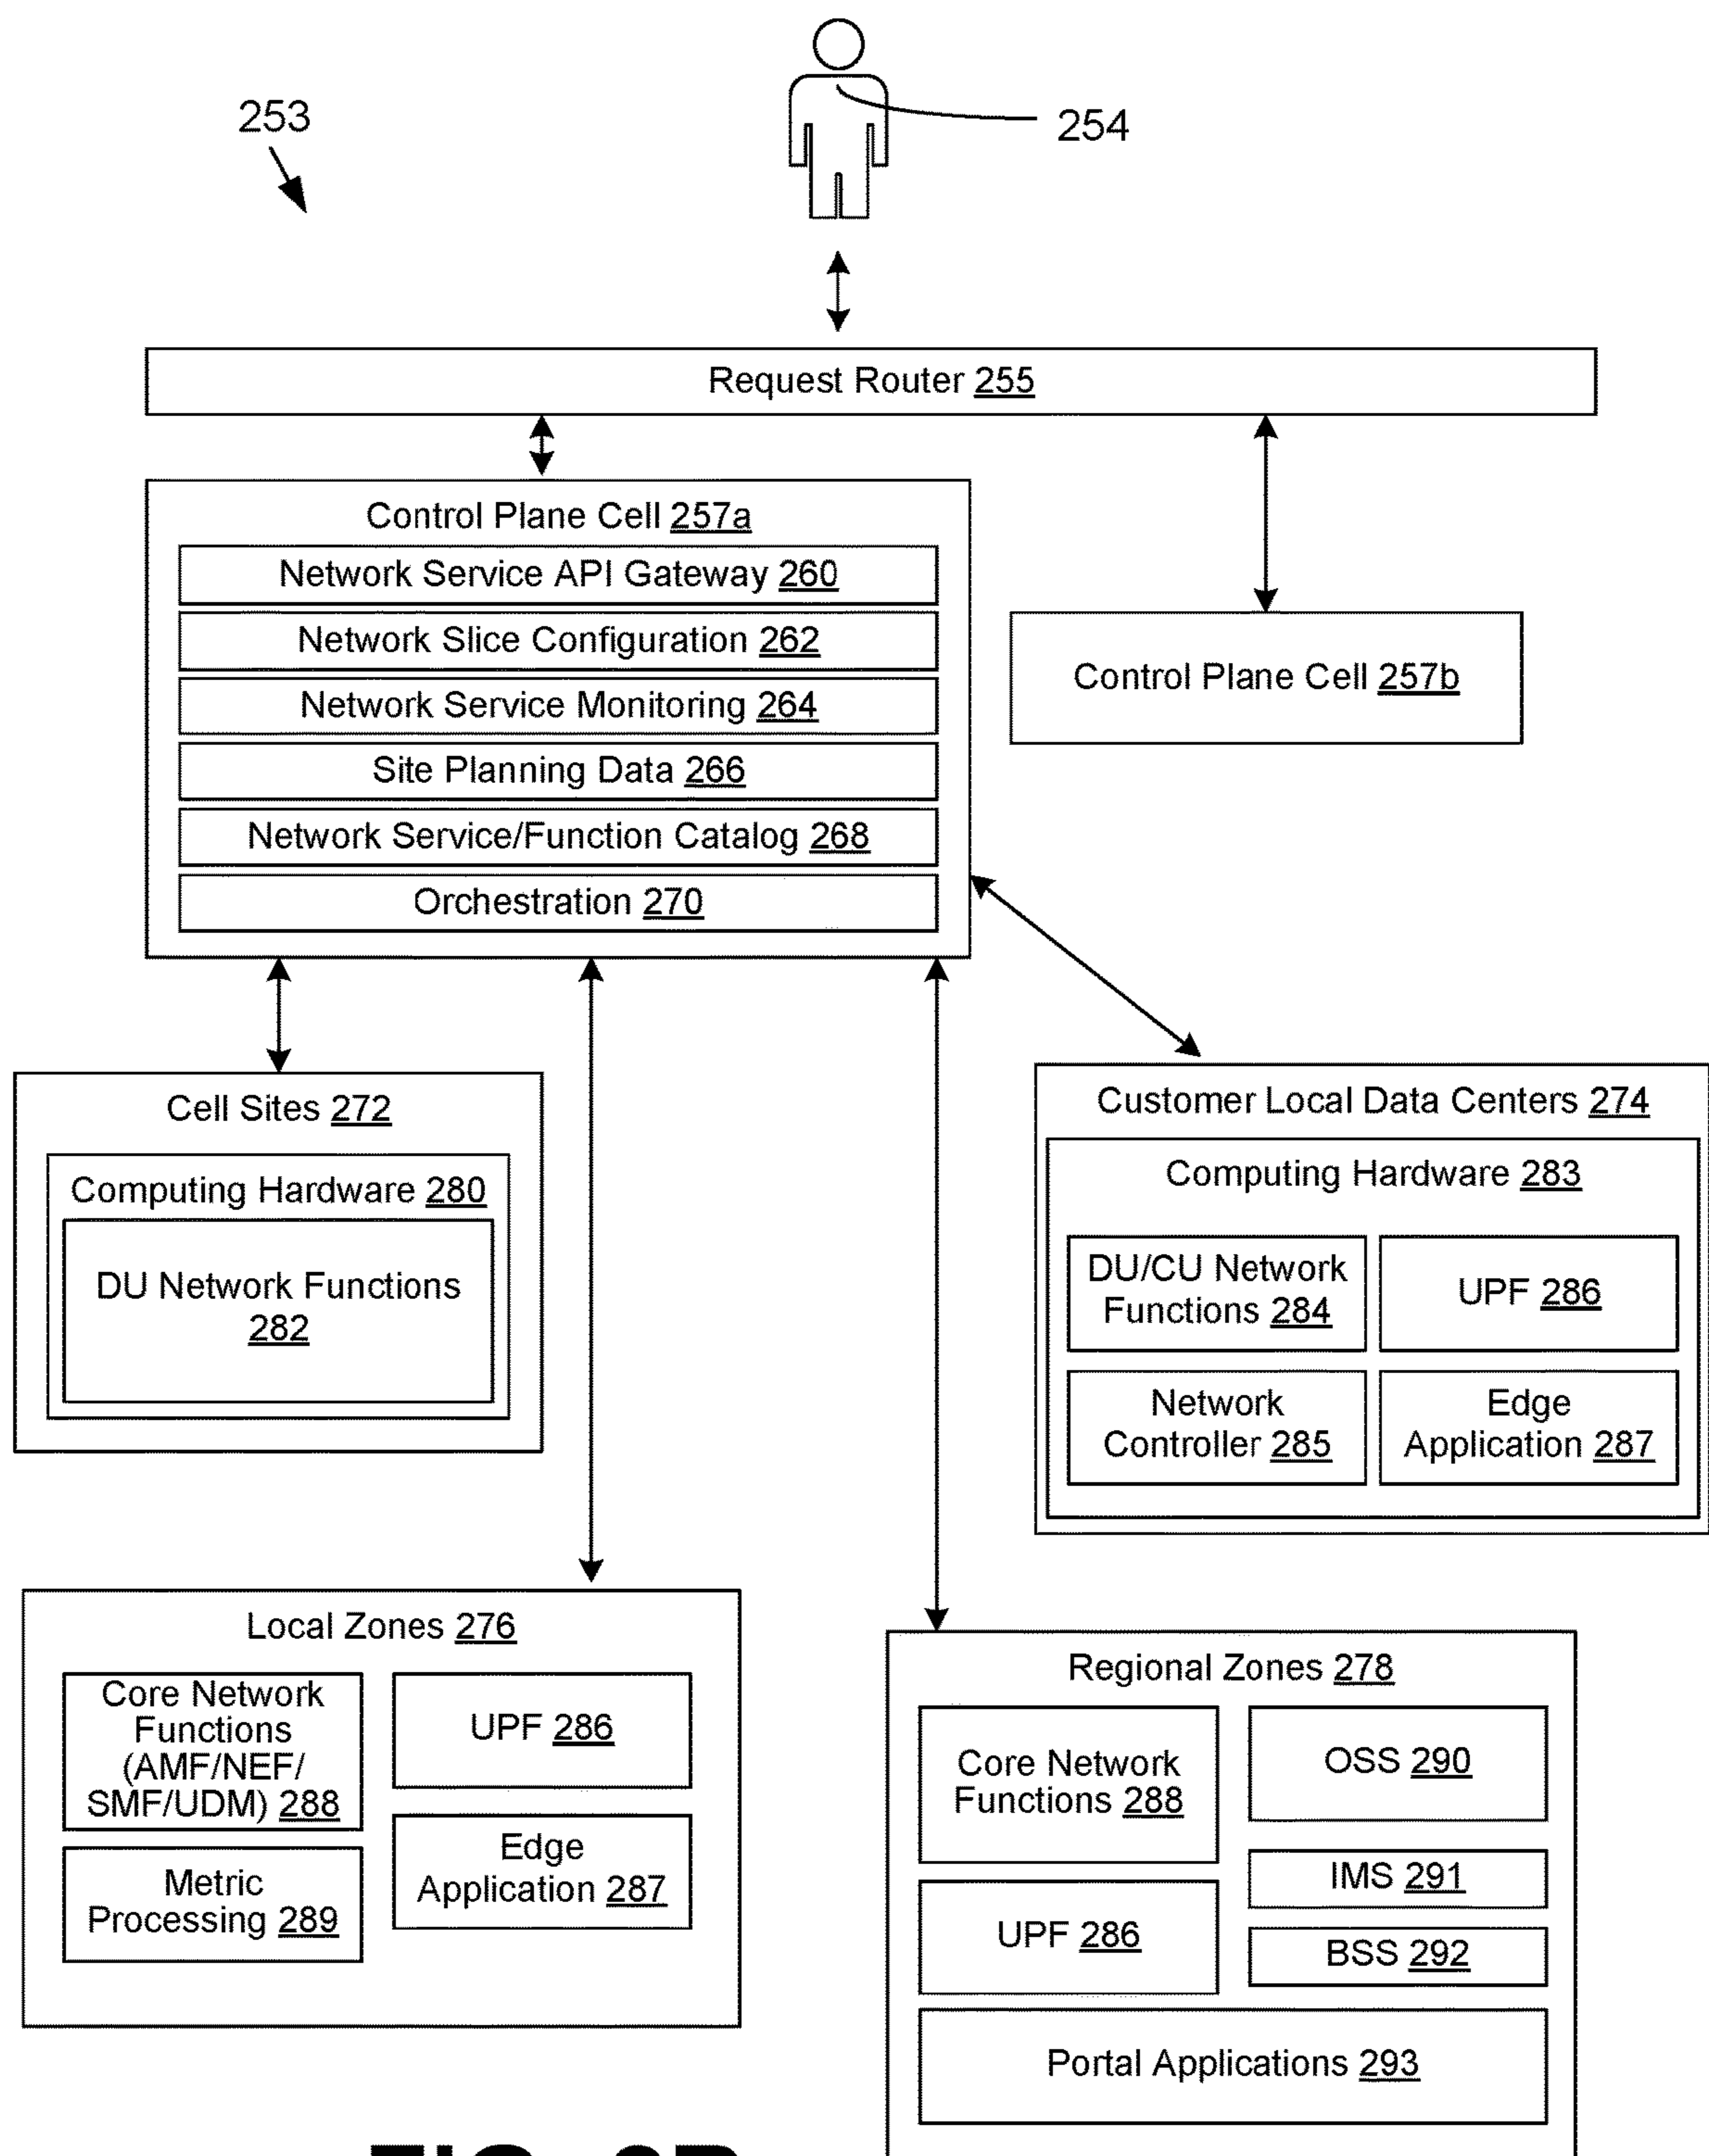 253
254
Request Router 255
Control Plane Cell 257a
Network Service API Gateway 260
Network Slice Configuration 262
Network Service Monitoring 264
Site Planning Data 266
Network Service/Function Catalog 268
Orchestration 270
Control Plane Cell 257b
Cell Sites 272
Computing Hardware 280
DU Network Functions
282
Customer Local Data Centers 274
Computing Hardware 283
DU/CU Network
Functions 284
UPF 286
Network
Controller 285
Edge
Application 287
Local Zones 276
Core Network
Functions
(AMF/NEF/
SMF/UDM) 288
UPF 286
Metric
Processing 289
Edge
Application 287
Regional Zones 278
Core Network
Functions 288
OSS 290
IMS 291
UPF 286
BSS 292
Portal Applications 293